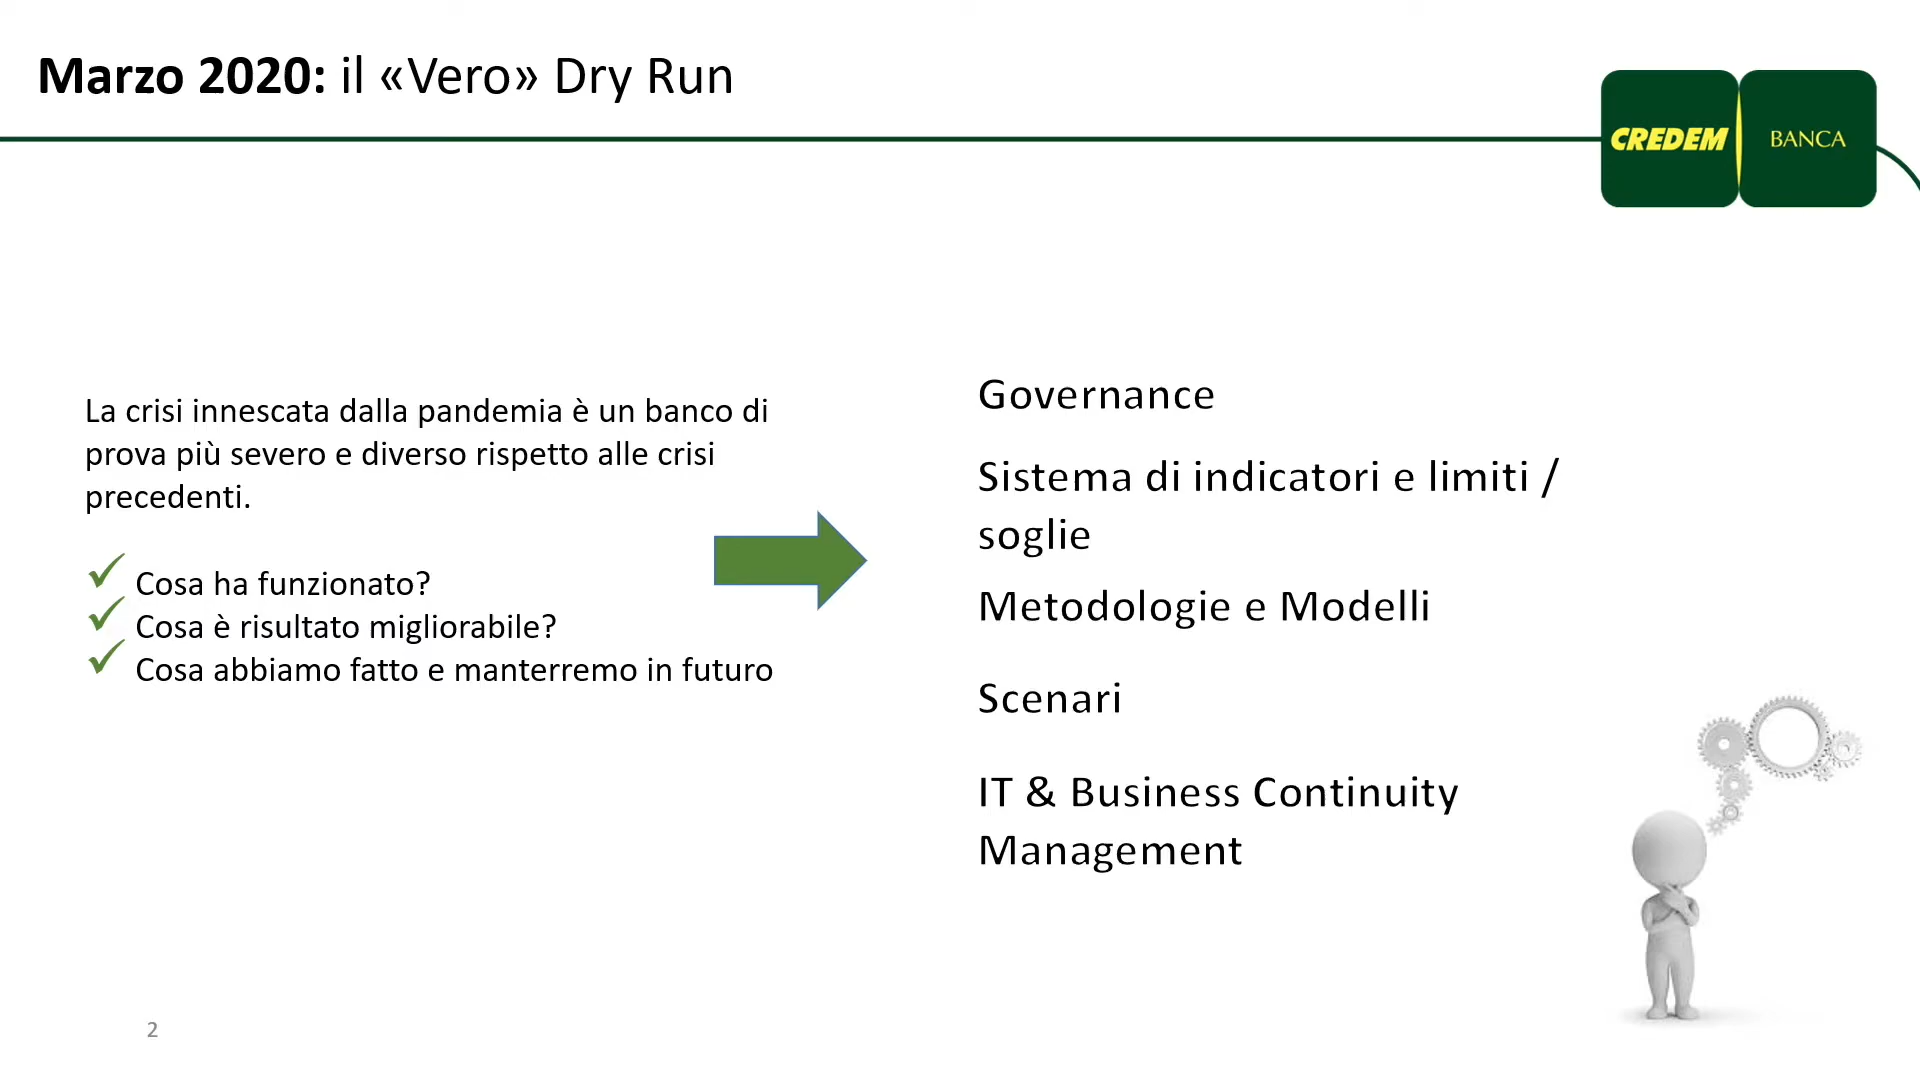 Marzo 2020: il «Vero» Dry Run
CREDEM BANCA
La crisi innescata dalla pandemia è un banco di
prova più severo e diverso rispetto alle crisi
precedenti.
Cosa ha funzionato?
Cosa è risultato migliorabile?
Cosa abbiamo fatto e manterremo in futuro
Governance
Sistema di indicatori e limiti /
soglie
Metodologie e Modelli
Scenari
IT & Business Continuity
Management
2